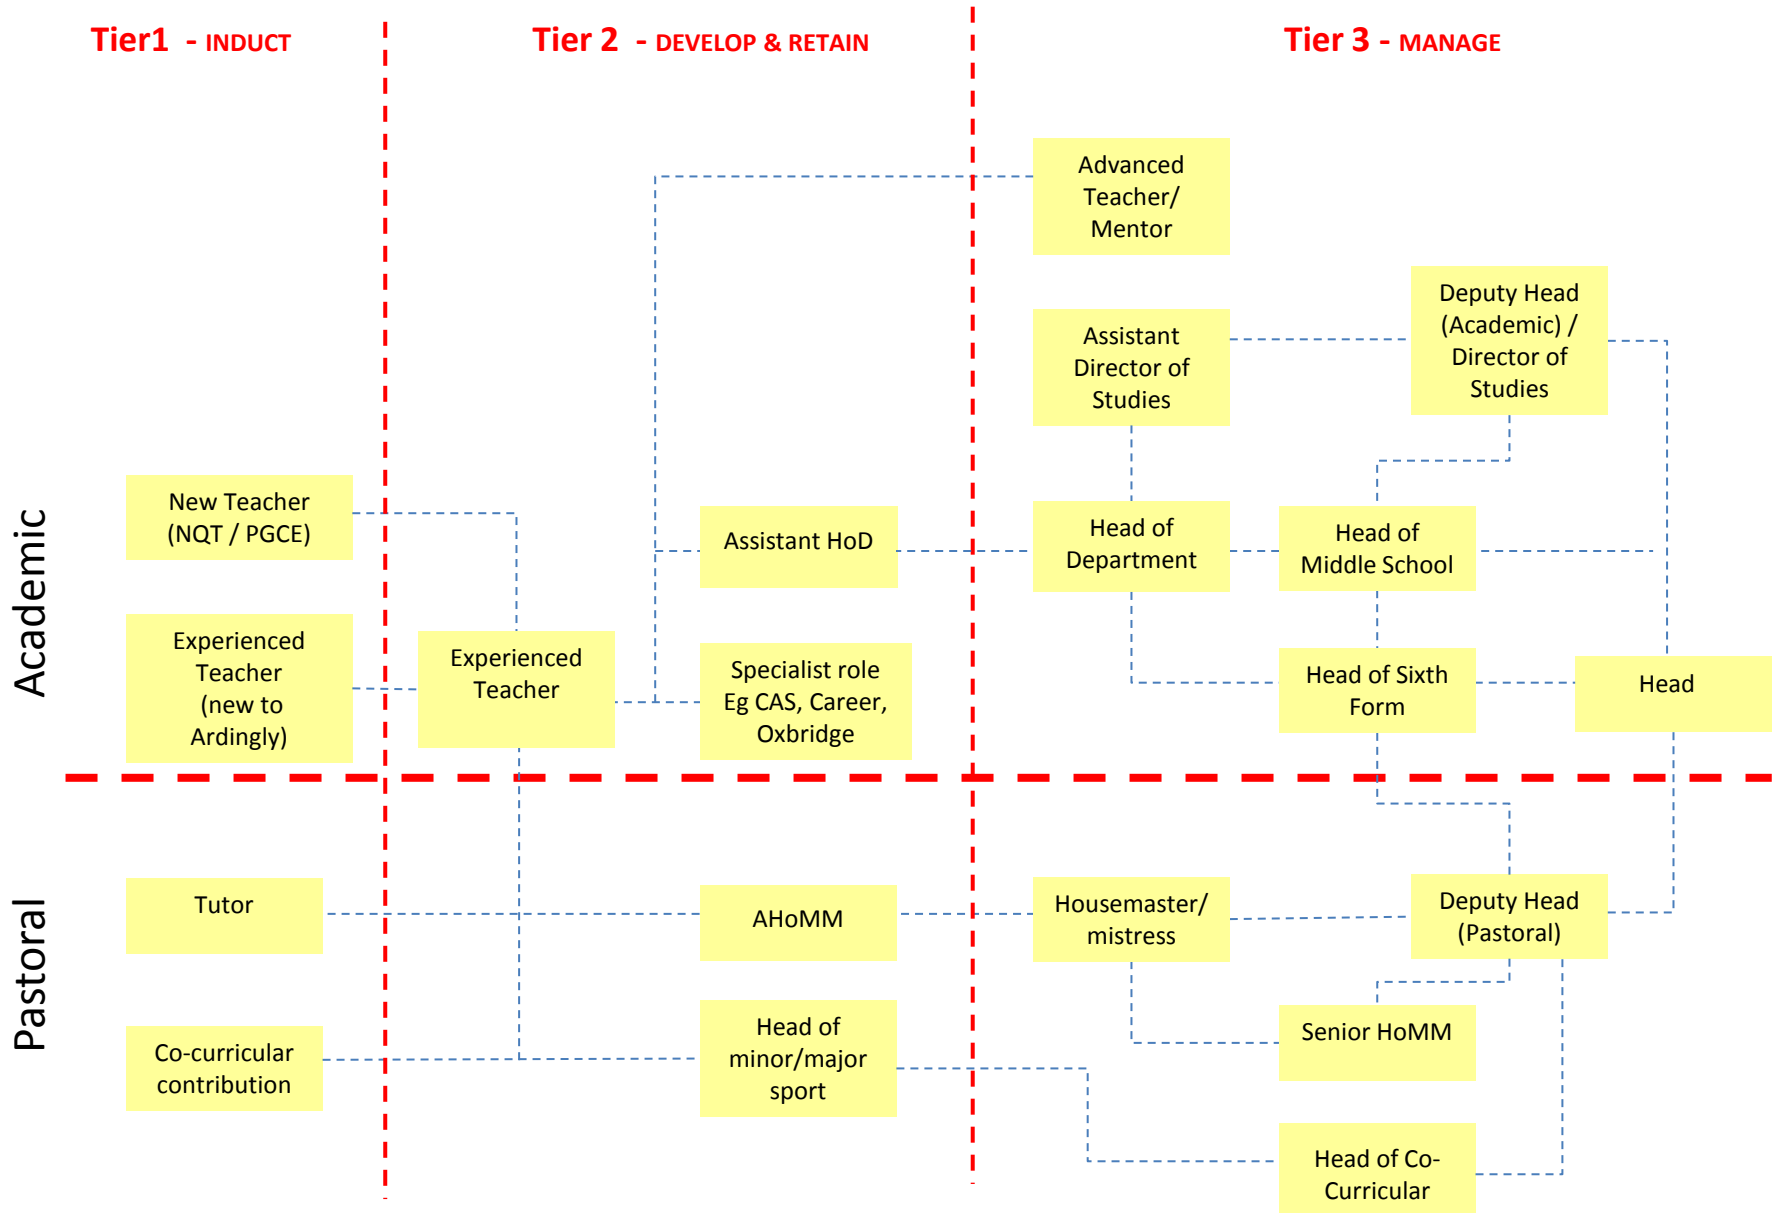 Tier1 - INDUCT
Tier 2 - DEVELOP & RETAIN
Tier 3 - MANAGE
Academic
Advanced
Teacher/
Mentor
Assistant
Director of
Studies
Deputy Head
(Academic) /
Director of
Studies
New Teacher
(NQT / PGCE)
Assistant HoD
Head of
Department
Head of
Middle School
Experienced
Teacher
(new to
Ardingly)
Experienced
Teacher
Specialist role
Eg CAS, Career,
Oxbridge
Head of Sixth
Form
Head
Pastoral
Tutor
AHoMM
Housemaster/
mistress
Deputy Head
(Pastoral)
Co-curricular
contribution
Head of
minor/major
sport
Senior HoMM
Head of Co-
Curricular